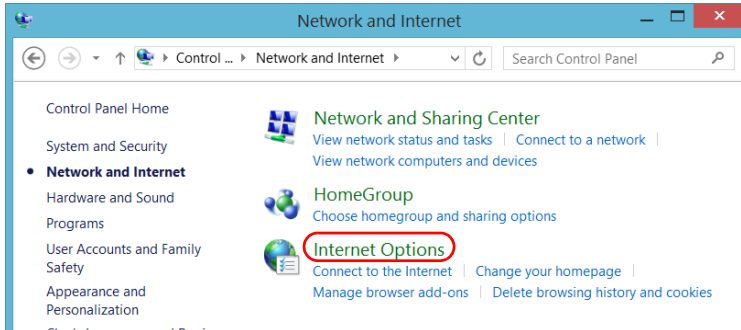 Network and Internet
Control ... Network and Internet
Search Control Panel
Control Panel Home
System and Security
Network and Internet
Hardware and Sound
Programs
User Accounts and Family
Safety
Appearance and
Personalization
Network and Sharing Center
View network status and tasks
Connect to a network
View network computers and devices
HomeGroup
Choose homegroup and sharing options
Internet Options
Connect to the Internet
Change your homepage
Manage browser add-ons
Delete browsing history and cookies